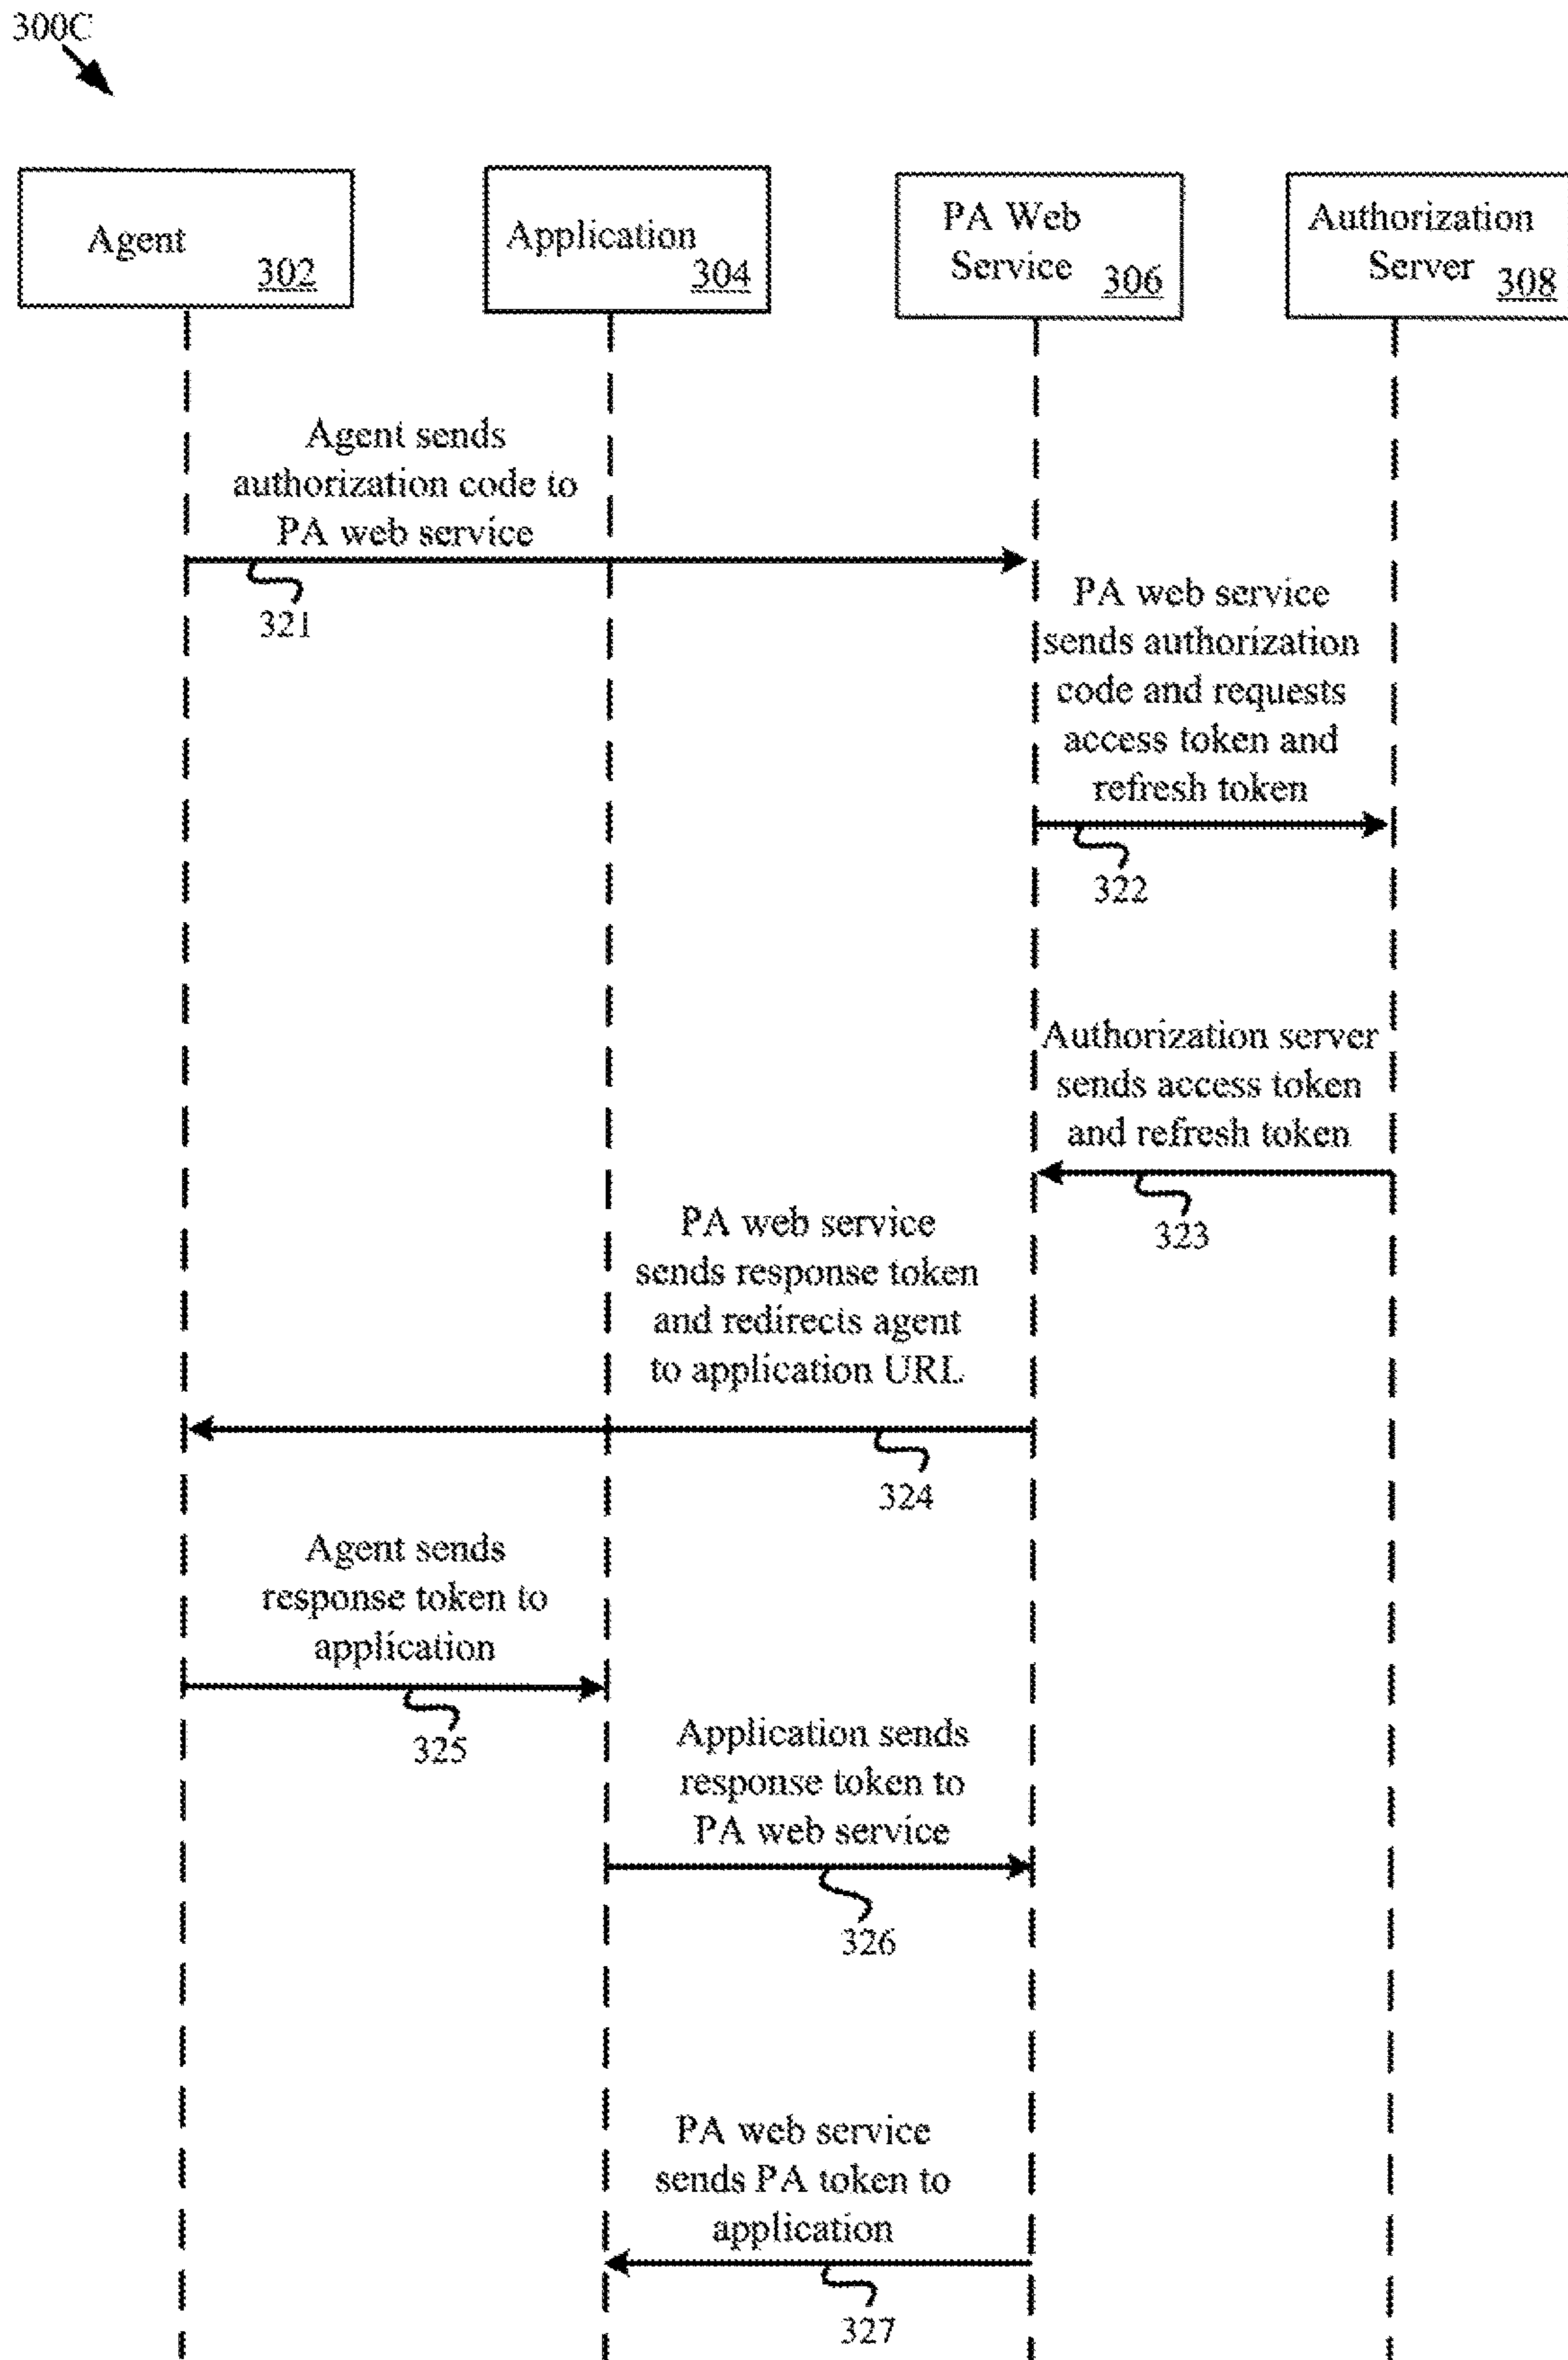 300C
Agent
302
Application
304
PA Web
Service
306
Authorization
Server
308
Agent sends
authorization code to
PA web service
321
PA web service
sends authorization
code and requests
access token and
refresh token
322
Authorization server
sends access token
and refresh token
323
PA web service
sends response token
and redirects agent
to application URL
324
Agent sends
response token to
application
325
Application sends
response token to
PA web service
326
PA web service
sends PA token to
application
327